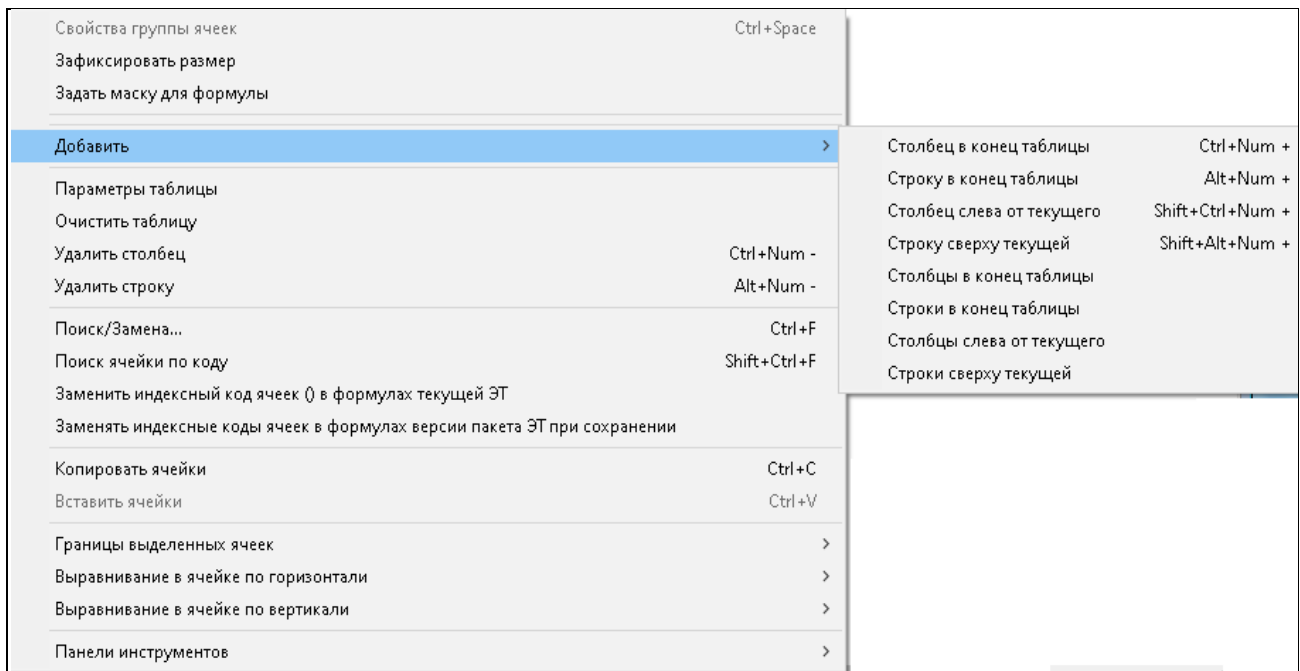 Свойства группы ячеек Ctrl+Space
Зафиксировать размер
Задать маску для формулы
Добавить >
Параметры таблицы
Очистить таблицу
Удалить столбец Ctrl+Num -
Удалить строку Alt+Num -
Поиск/Замена... Ctrl+F
Поиск ячейки по коду Shift+Ctrl+F
Заменить индексный код ячеек () в формулах текущей ЭТ
Заменять индексные коды ячеек в формулах версии пакета ЭТ при сохранении
Копировать ячейки Ctrl+C
Вставить ячейки Ctrl+V
Границы выделенных ячеек >
Выравнивание в ячейке по горизонтали >
Выравнивание в ячейке по вертикали >
Панели инструментов >
Столбец в конец таблицы Ctrl+Num +
Строку в конец таблицы Alt+Num +
Столбец слева от текущего Shift+Ctrl+Num +
Строку сверху текущей Shift+Alt+Num +
Столбцы в конец таблицы
Строки в конец таблицы
Столбцы слева от текущего
Строки сверху текущей